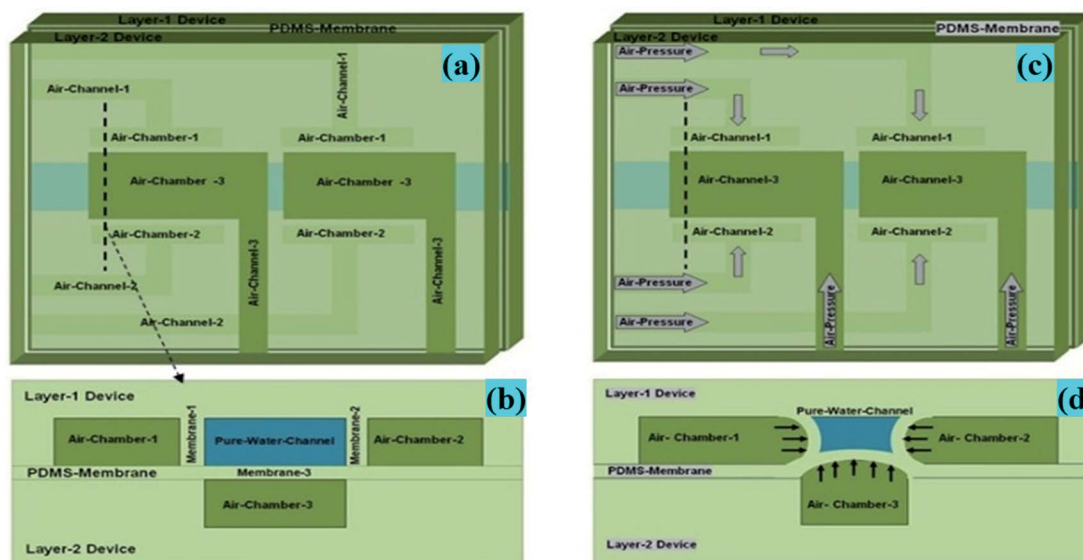 Layer-1 Device
PDMS-Membrane
Layer-2 Device
(a)
Air-Channel-1
Air-Channel-1
Air-Chamber-1
Air-Chamber-1
Air-Chamber -3
Air-Chamber -3
Air-Chamber-2
Air-Chamber-2
Air-Channel-3
Air-Channel-3
Air-Channel-2
Air-Channel-2
(b)
Layer-1 Device
Air-Chamber-1
Membrane-1
Pure-Water-Channel
Membrane-2
Air-Chamber-2
PDMS-Membrane
Membrane-3
Air-Chamber-3
Layer-2 Device
Layer-1 Device
PDMS-Membrane
Layer-2 Device
(c)
Air-Pressure
Air-Pressure
Air-Channel-1
Air-Channel-1
Air-Channel-3
Air-Channel-3
Air-Channel-2
Air-Channel-2
Air-Pressure
Air-Pressure
Air-Pressure
Air-Pressure
(d)
Layer-1 Device
Pure-Water-Channel
Air- Chamber-1
Air- Chamber-2
PDMS-Membrane
Air- Chamber-3
Layer-2 Device